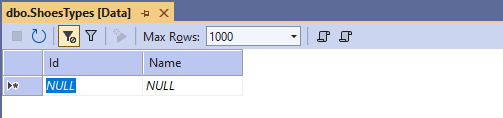 dbo.ShoesTypes [Data]
Max Rows: 1000
Id Name
NULL NULL